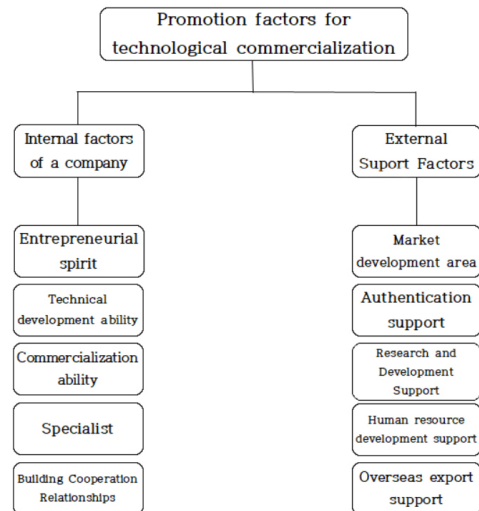 Promotion factors for
technological commercialization
Internal factors
of a company
External
Suport Factors
Entrepreneurial
spirit
Market
development area
Technical
development ability
Authentication
support
Commercialization
ability
Research and
Development
Support
Specialist
Human resource
development support
Building Cooperation
Relationships
Overseas export
support